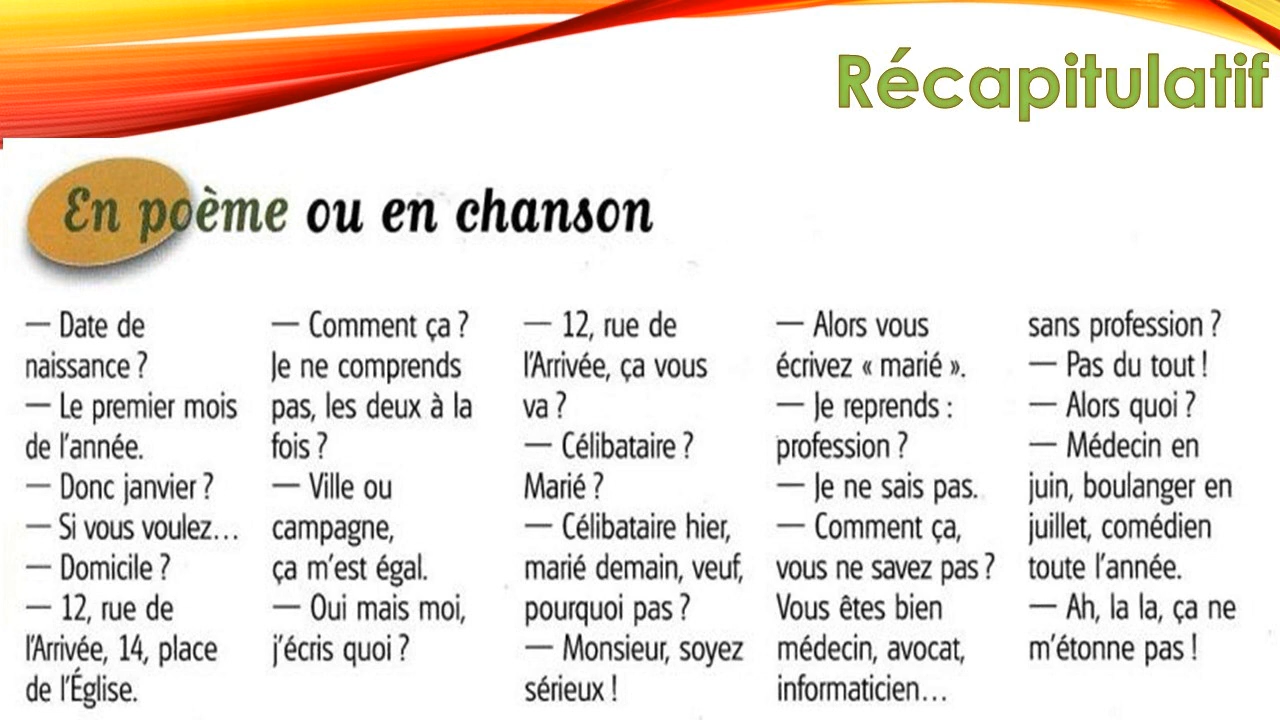 Récapitulatif
En poème ou en chanson
— Date de
naissance ?
— Le premier mois
de l'année.
— Donc janvier ?
— Si vous voulez…
— Domicile ?
— 12, rue de
l'Arrivée, 14, place
de l'Église.
— Comment ça ?
Je ne comprends
pas, les deux à la
fois ?
— Ville ou
campagne,
ça m'est égal.
— Oui mais moi,
j'écris quoi ?
— 12, rue de
l'Arrivée, ça vous
va ?
— Célibataire ?
Marié ?
— Célibataire hier,
marié demain, veuf,
pourquoi pas ?
— Monsieur, soyez
sérieux !
— Alors vous
écrivez « marié ».
— Je reprends :
profession ?
— Je ne sais pas.
— Comment ça,
vous ne savez pas ?
Vous êtes bien
médecin, avocat,
informaticien…
sans profession ?
— Pas du tout !
— Alors quoi ?
— Médecin en
juin, boulanger en
juillet, comédien
toute l'année.
— Ah, la la, ça ne
m'étonne pas !